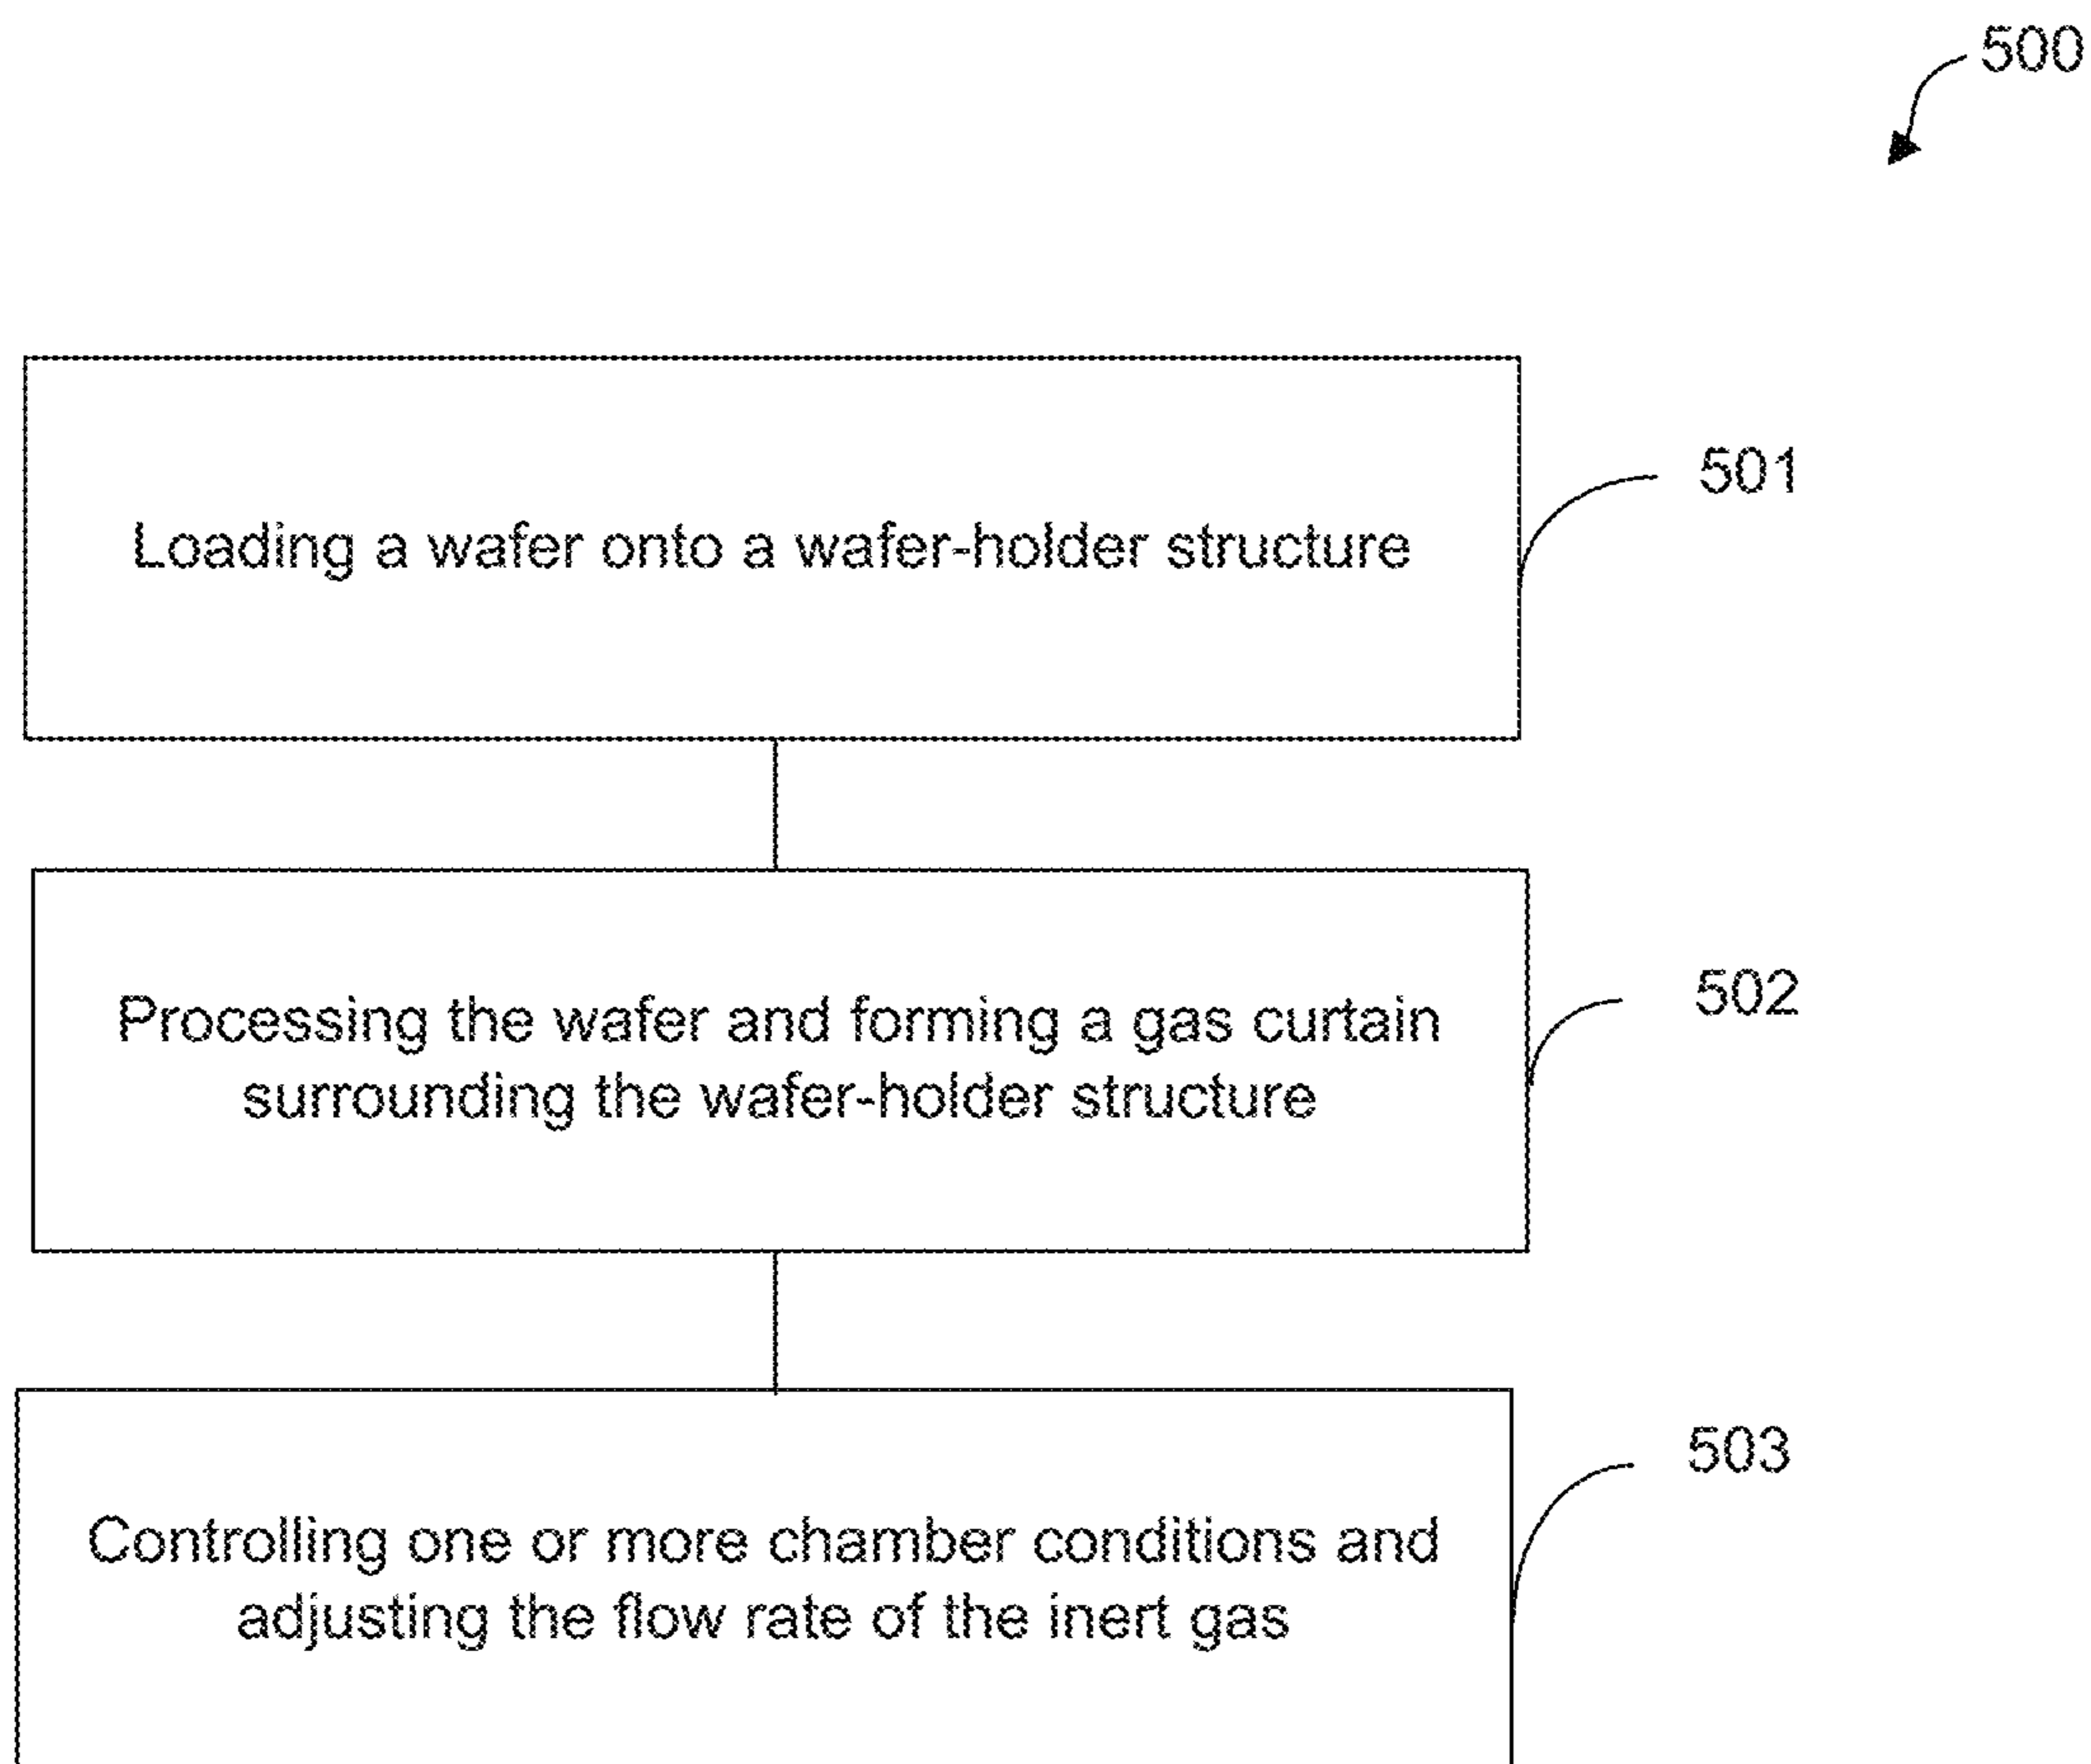 500
Loading a wafer onto a wafer-holder structure
501
Processing the wafer and forming a gas curtain
surrounding the wafer-holder structure
502
Controlling one or more chamber conditions and
adjusting the flow rate of the inert gas
503